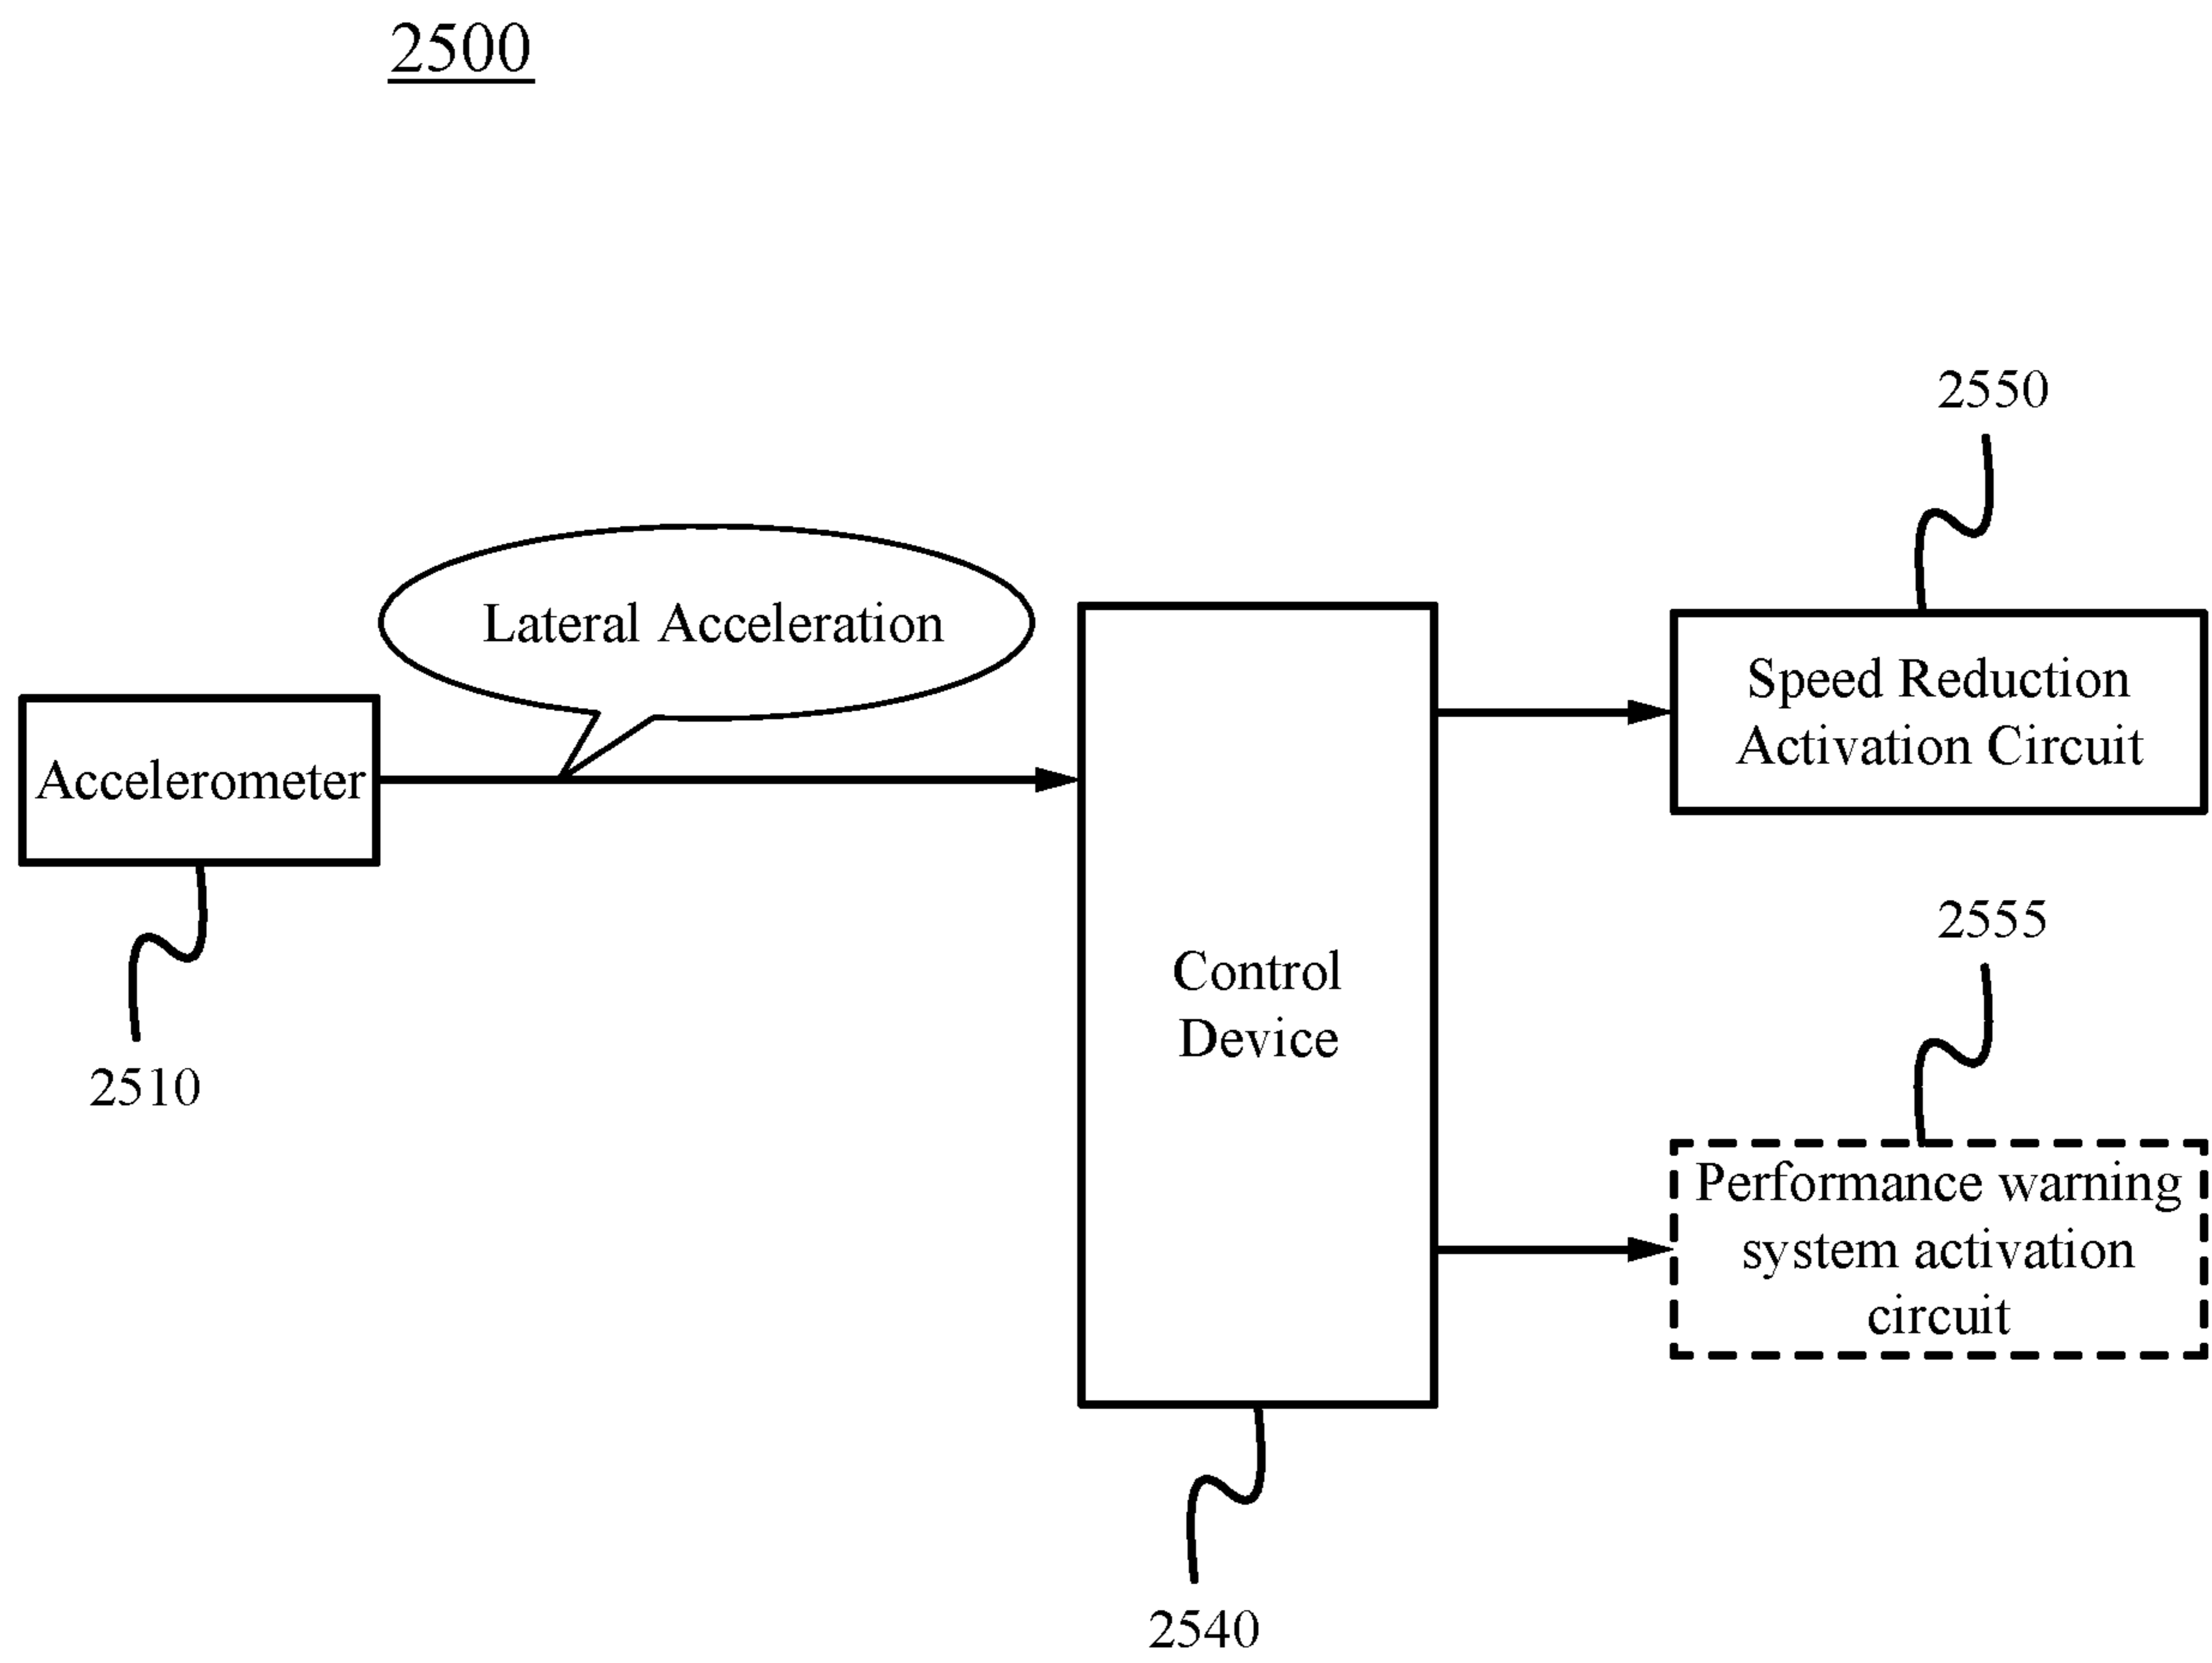 2500
2550
Lateral Acceleration
Speed Reduction
Activation Circuit
Accelerometer
2555
Control
Device
2510
Performance warning
system activation
circuit
2540